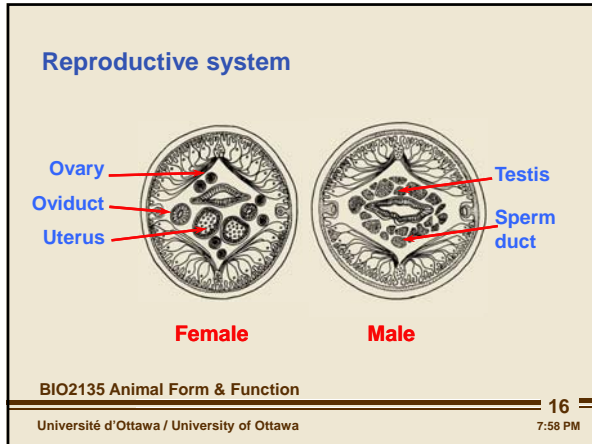 Reproductive system
Ovary
Oviduct
Uterus
Testis
Sperm
duct
Female
Male
BIO2135 Animal Form & Function
16
Université d'Ottawa / University of Ottawa
7:58 PM